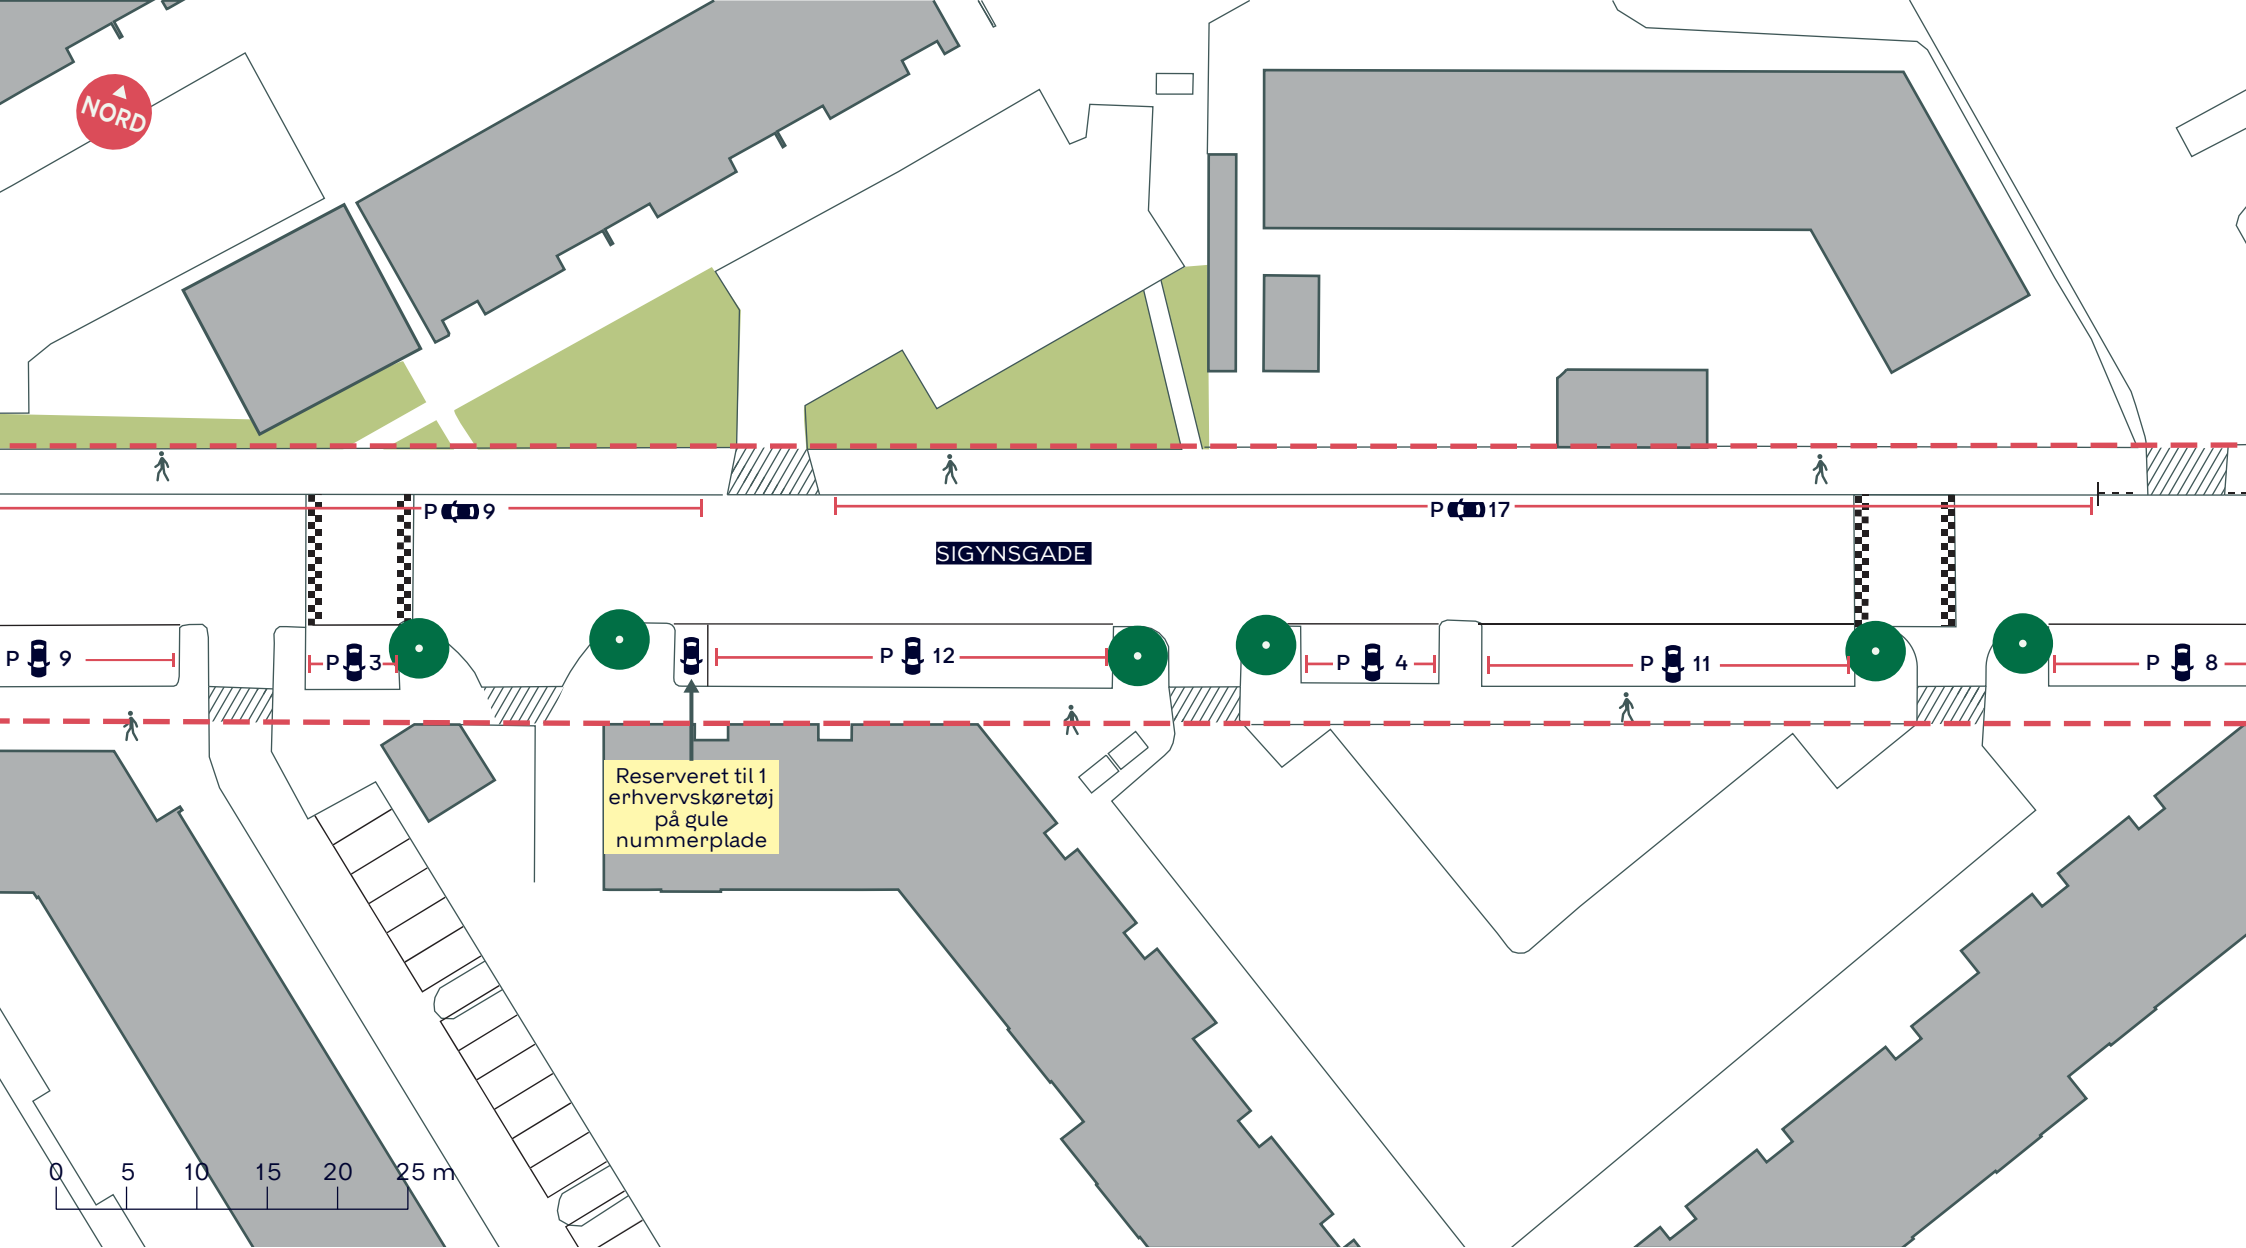 NORD
P 9
P 17
SIGYNSGADE
P 9
P 3
P 12
P 4
P 11
P 8
Reserveret til 1
erhvervskøretøj
på gule
nummerplade
0 5 10 15 20 25 m